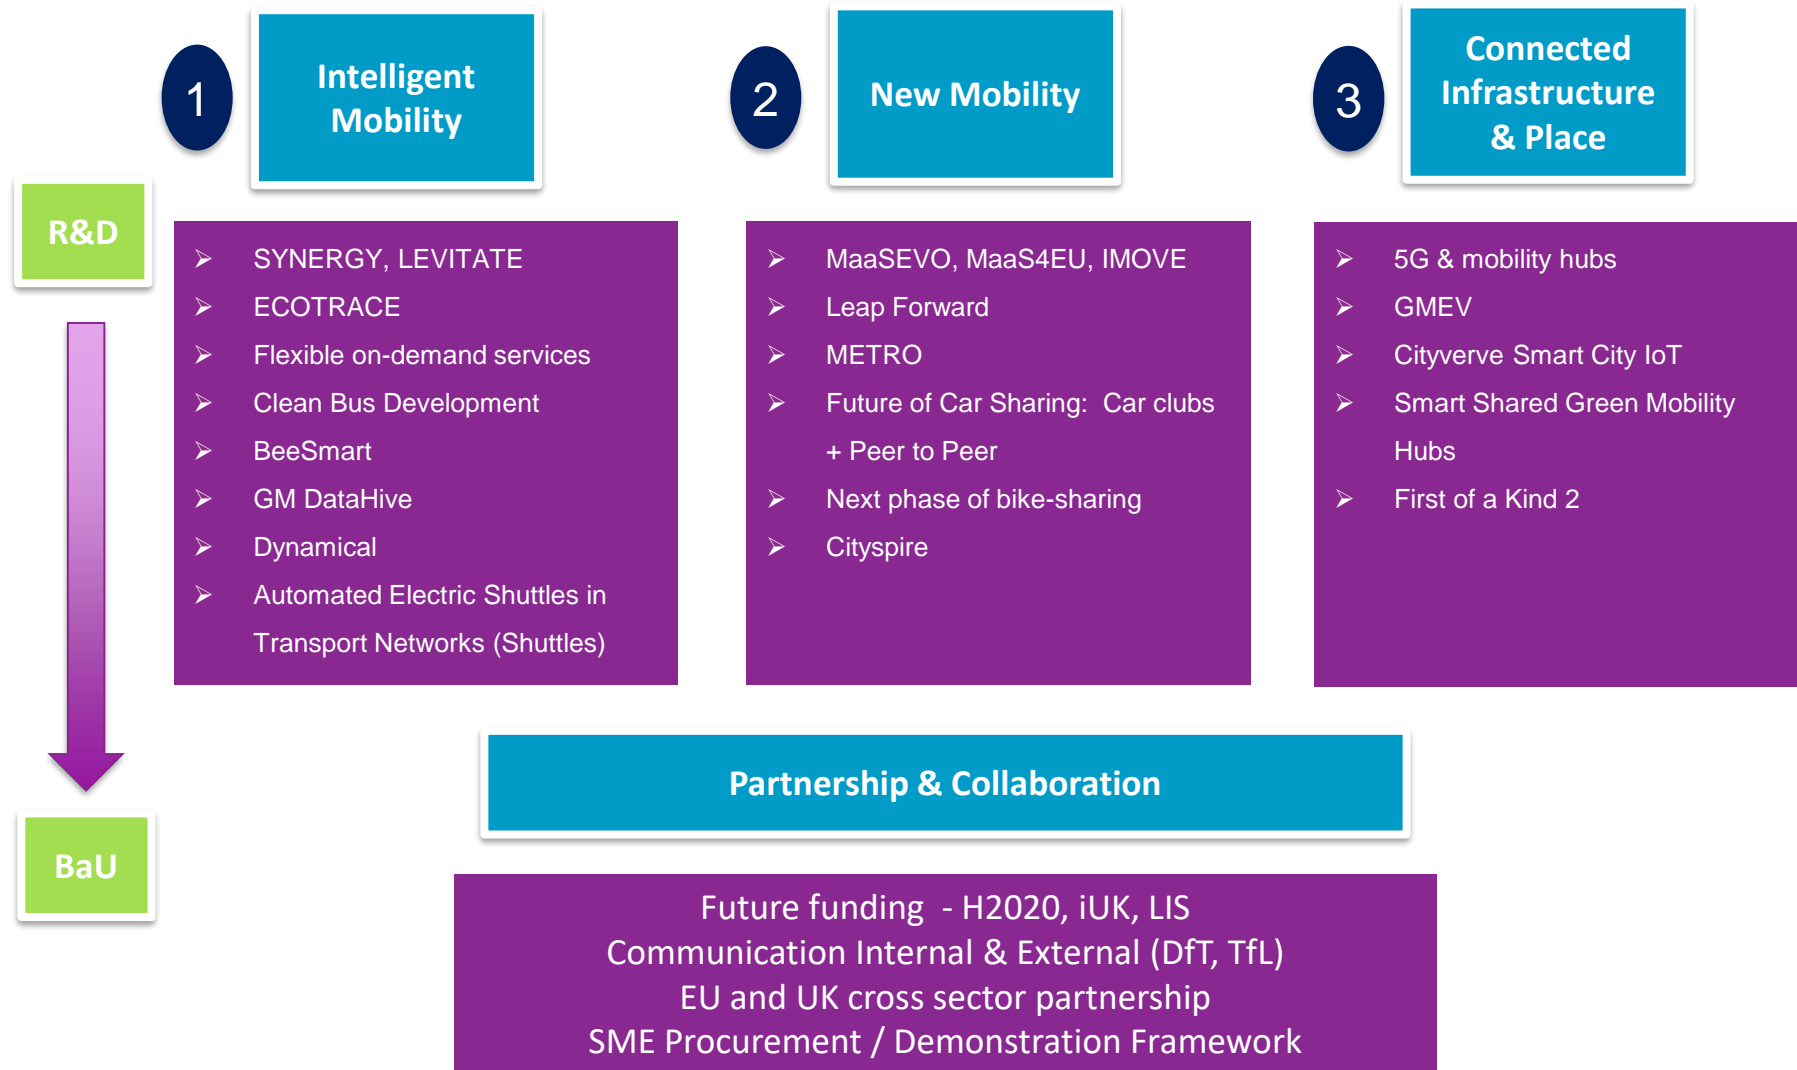 1
Intelligent
Mobility
2
New Mobility
3
Connected
Infrastructure
& Place
R&D
➢ SYNERGY, LEVITATE
➢ ECOTRACE
➢ Flexible on-demand services
➢ Clean Bus Development
➢ BeeSmart
➢ GM DataHive
➢ Dynamical
➢ Automated Electric Shuttles in
Transport Networks (Shuttles)
➢ MaaSEVO, MaaS4EU, IMOVE
➢ Leap Forward
➢ METRO
➢ Future of Car Sharing:  Car clubs
+ Peer to Peer
➢ Next phase of bike-sharing
➢ Cityspire
➢ 5G & mobility hubs
➢ GMEV
➢ Cityverve Smart City IoT
➢ Smart Shared Green Mobility
Hubs
➢ First of a Kind 2
BaU
Partnership & Collaboration
Future funding  - H2020, iUK, LIS
Communication Internal & External (DfT, TfL)
EU and UK cross sector partnership
SME Procurement / Demonstration Framework